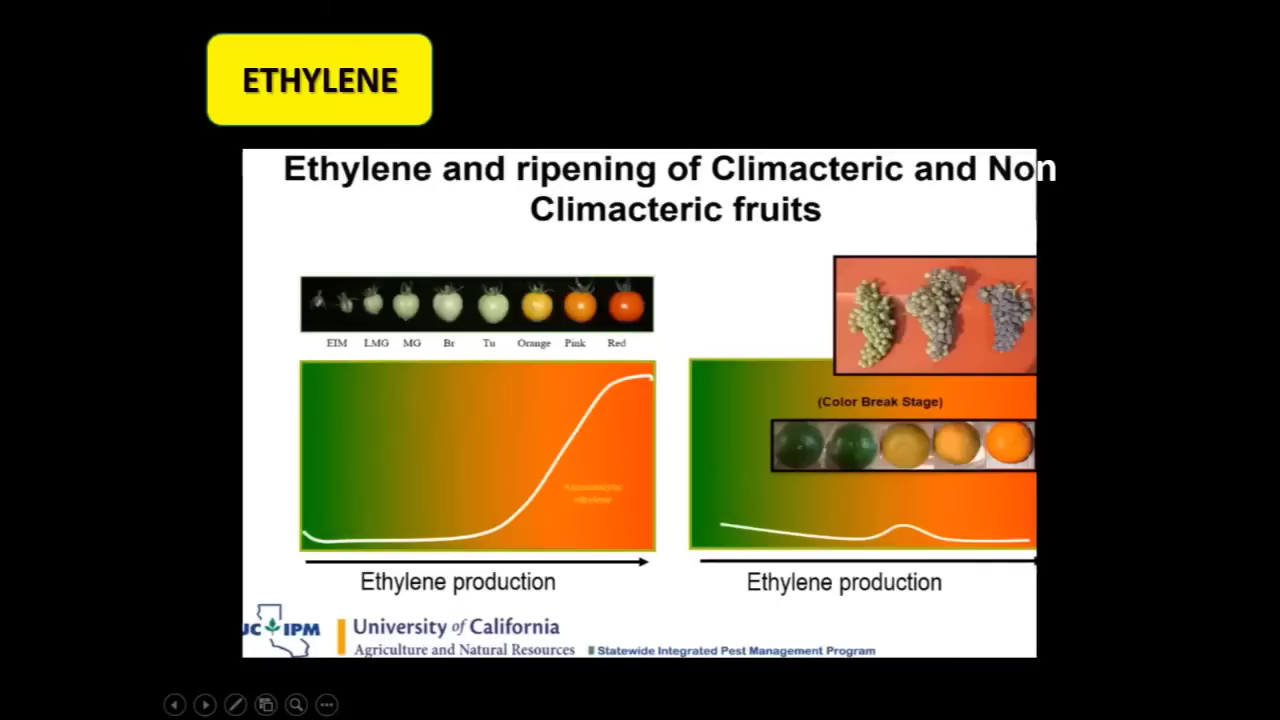 ETHYLENE
Ethylene and ripening of Climacteric and Non
Climacteric fruits
EIM LMG MG Br Tu Orange Pink Red
(Color Break Stage)
Autocatalytic
ethylene
Ethylene production
Ethylene production
UC IPM
University of California
Agriculture and Natural Resources
Statewide Integrated Pest Management Program